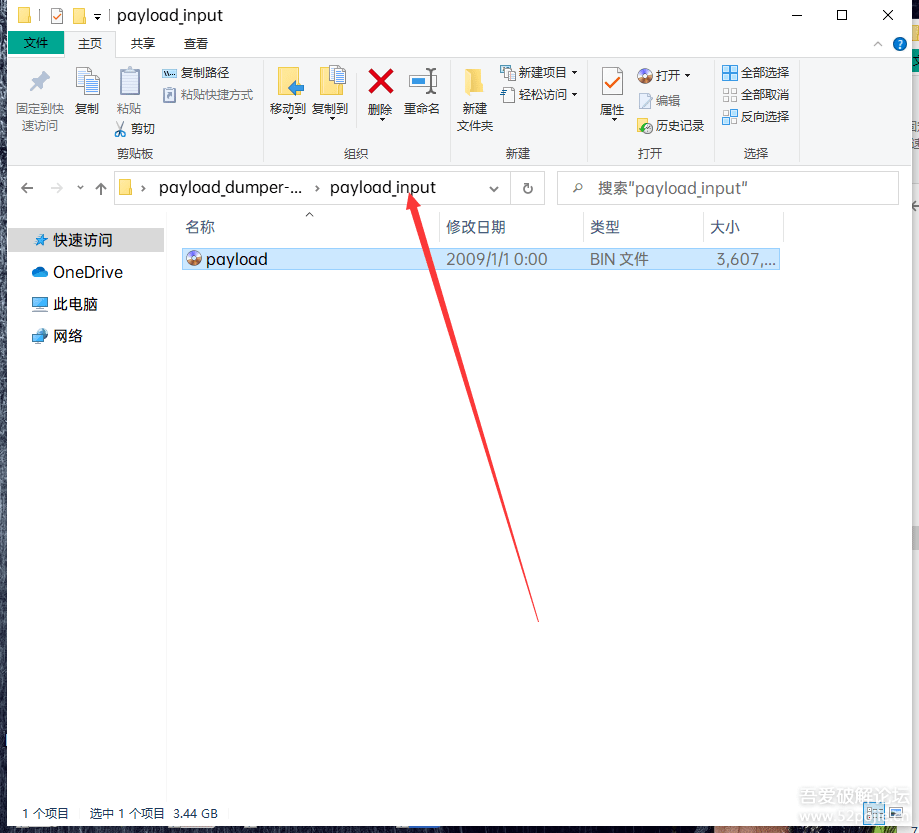 payload_input
文件 主页 共享 查看
固定到快速访问 复制 粘贴 复制路径 粘贴快捷方式 剪切
移动到 复制到 删除 重命名
新建文件夹 新建项目 轻松访问
属性 打开 编辑 历史记录
全部选择 全部取消 反向选择
剪贴板 组织 新建 打开 选择
payload_dumper-... payload_input 搜索"payload_input"
名称 修改日期 类型 大小
快速访问
payload 2009/1/1 0:00 BIN 文件 3,607,...
OneDrive
此电脑
网络
1 个项目 选中 1 个项目 3.44 GB
吾爱破解论坛